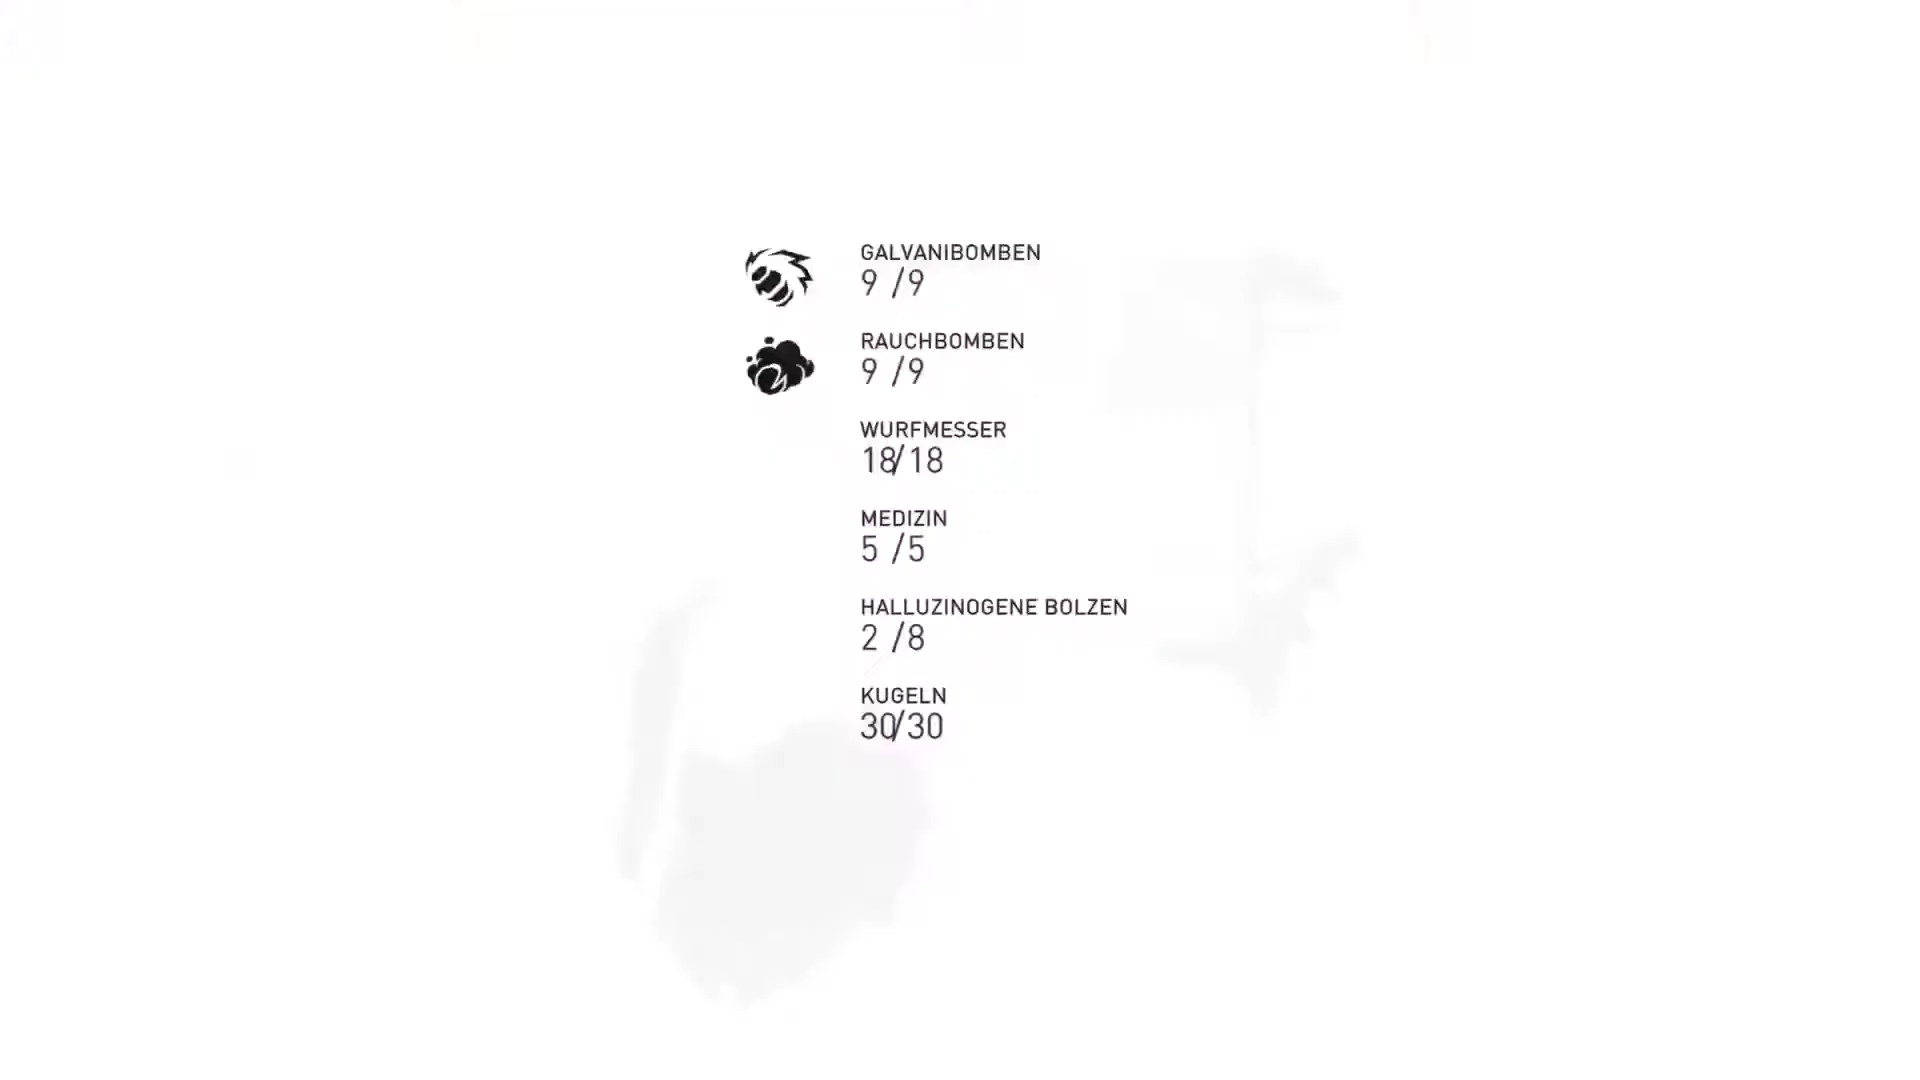 GALVANIBOMBEN
9 /9
RAUCHBOMBEN
9 /9
WURFMESSER
18/18
MEDIZIN
5 /5
HALLUZINOGENE BOLZEN
2 /8
KUGELN
30/30